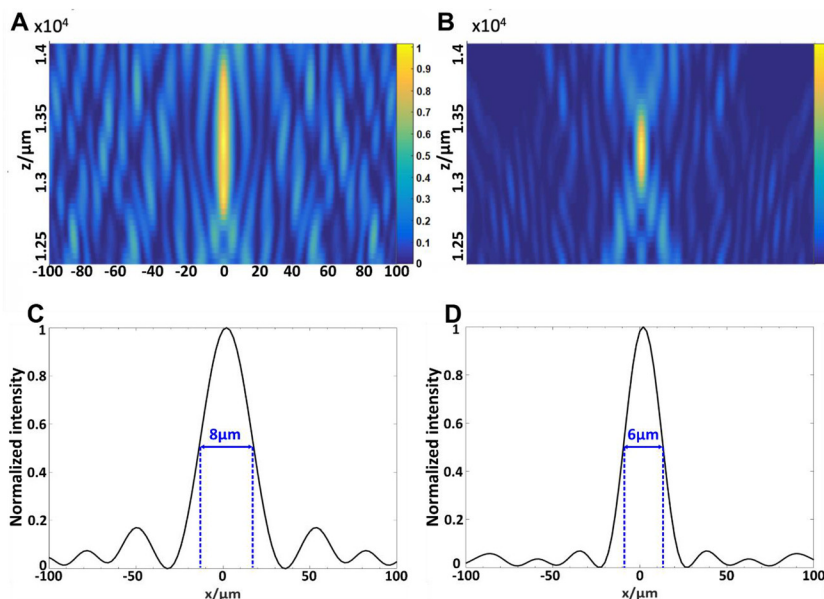 A x10⁴
B x10⁴
1.4
1.35
1.3
1.25
z/μm
1
0.9
0.8
0.7
0.6
0.5
0.4
0.3
0.2
0.1
0
-100 -80 -60 -40 -20 0 20 40 60 80 100
1.4
1.35
1.3
1.25
z/μm
C
1
0.8
0.6
0.4
0.2
0
Normalized intensity
8μm
-100 -50 0 50 100
x/μm
D
1
0.8
0.6
0.4
0.2
0
Normalized intensity
6μm
-100 -50 0 50 100
x/μm